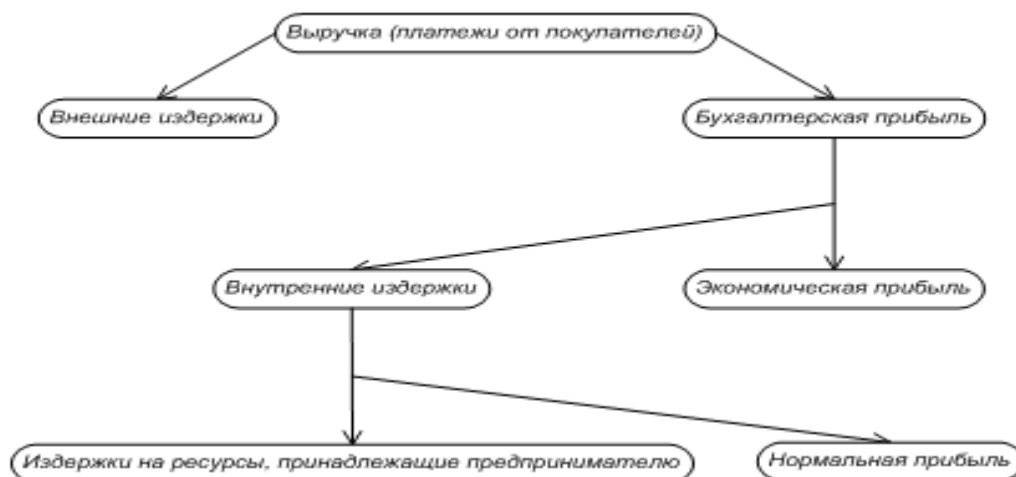 Выручка (платежи от покупателей)
Внешние издержки
Бухгалтерская прибыль
Внутренние издержки
Экономическая прибыль
Издержки на ресурсы, принадлежащие предпринимателю
Нормальная прибыль